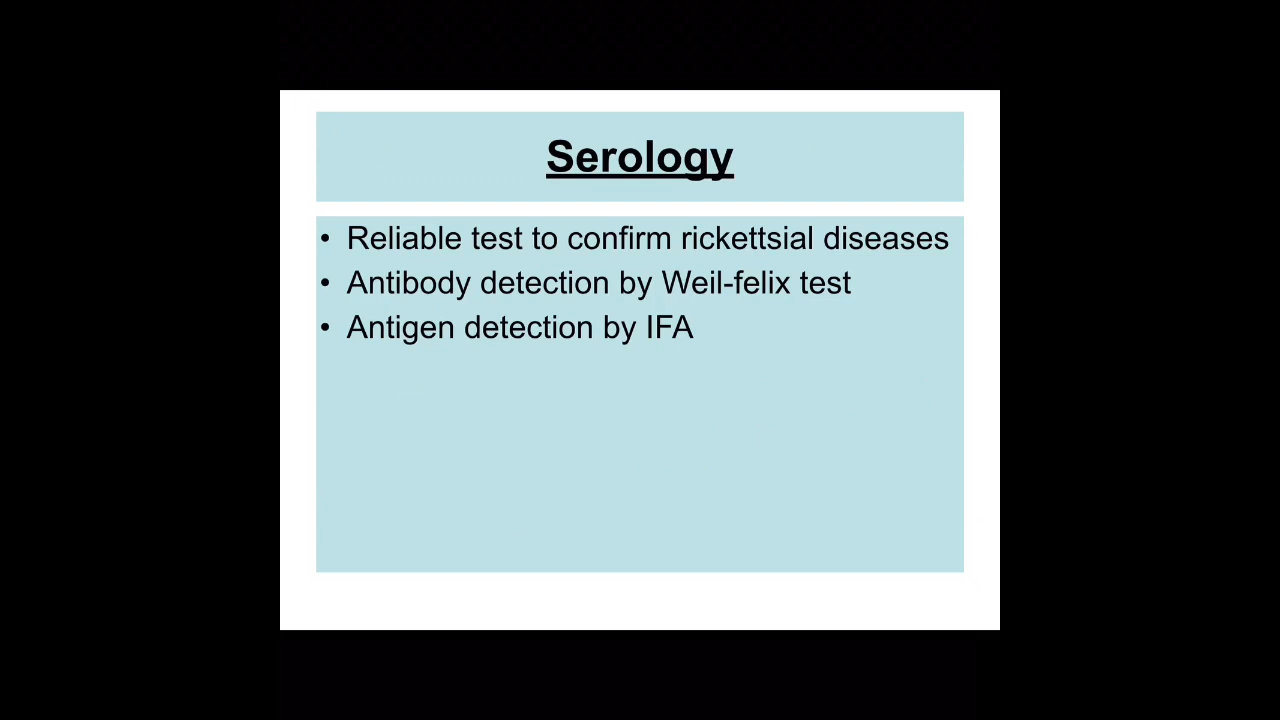 Serology
• Reliable test to confirm rickettsial diseases
• Antibody detection by Weil-felix test
• Antigen detection by IFA